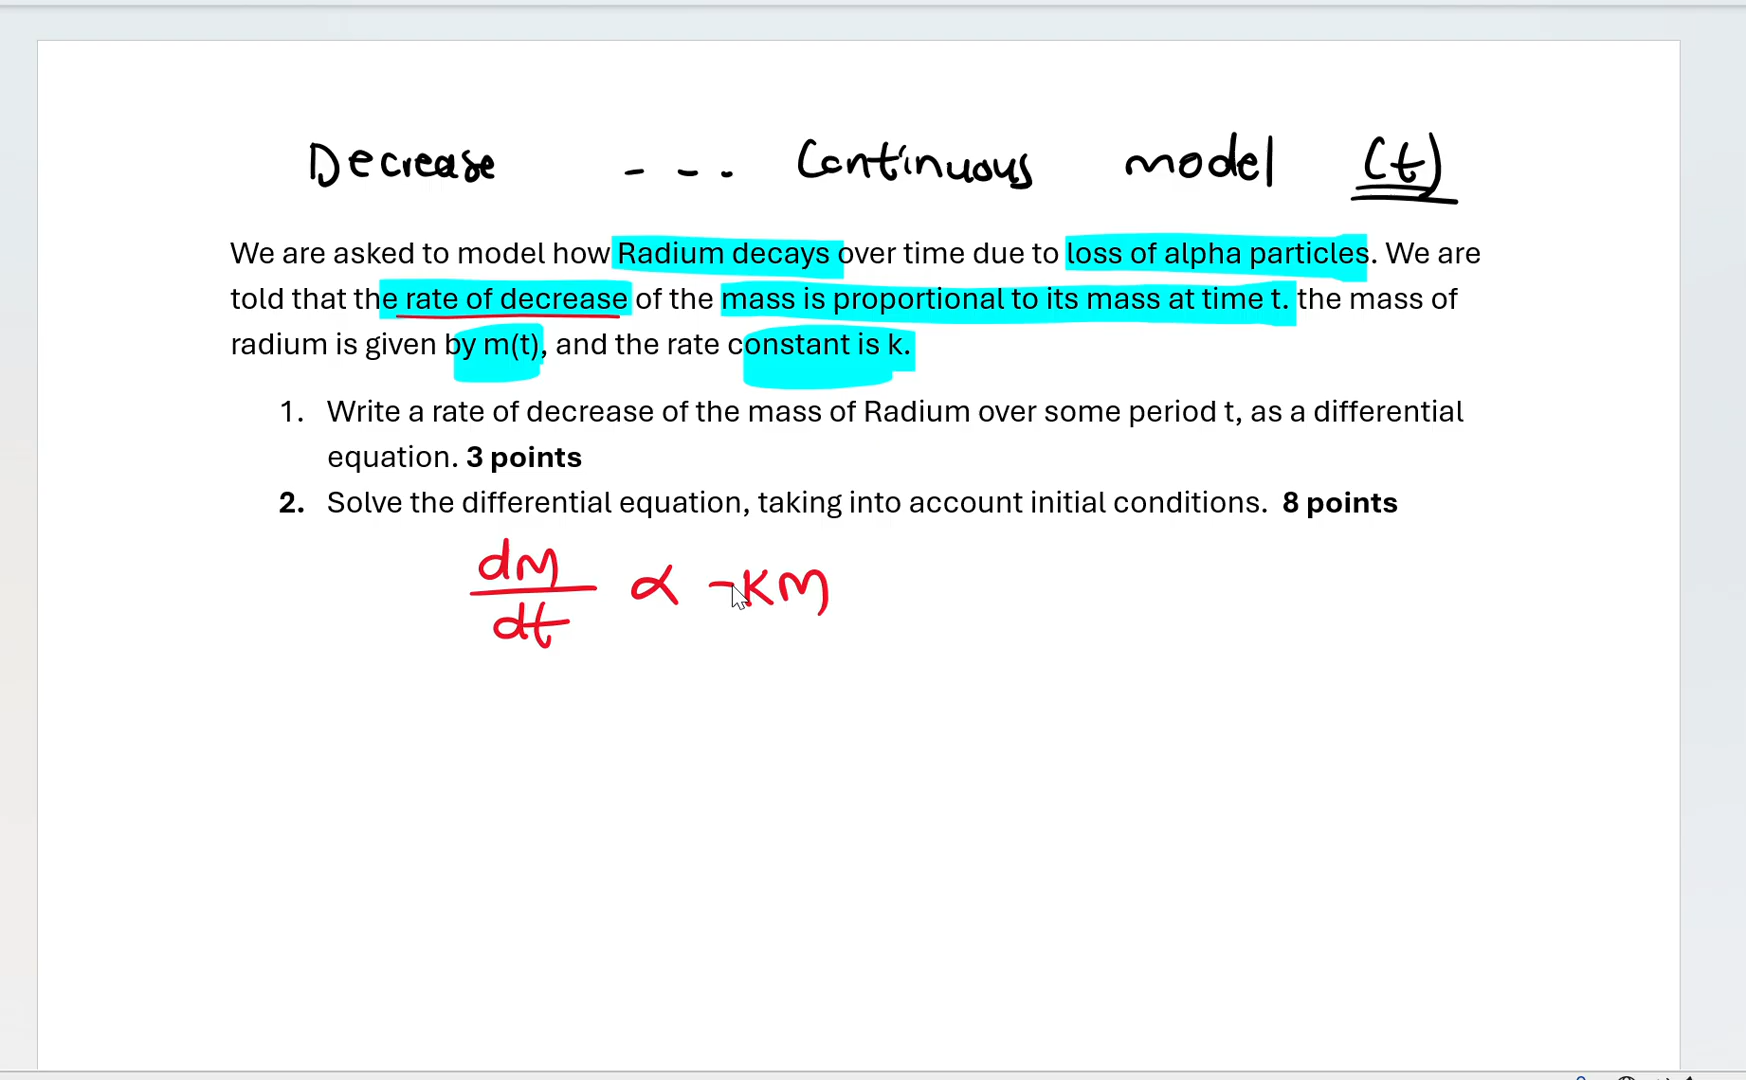 Decrease - - - Continuous model (t)
We are asked to model how Radium decays over time due to loss of alpha particles. We are
told that the rate of decrease of the mass is proportional to its mass at time t. the mass of
radium is given by m(t), and the rate constant is k.
1. Write a rate of decrease of the mass of Radium over some period t, as a differential
equation. 3 points
2. Solve the differential equation, taking into account initial conditions. 8 points
dM/dt ∝ -KM